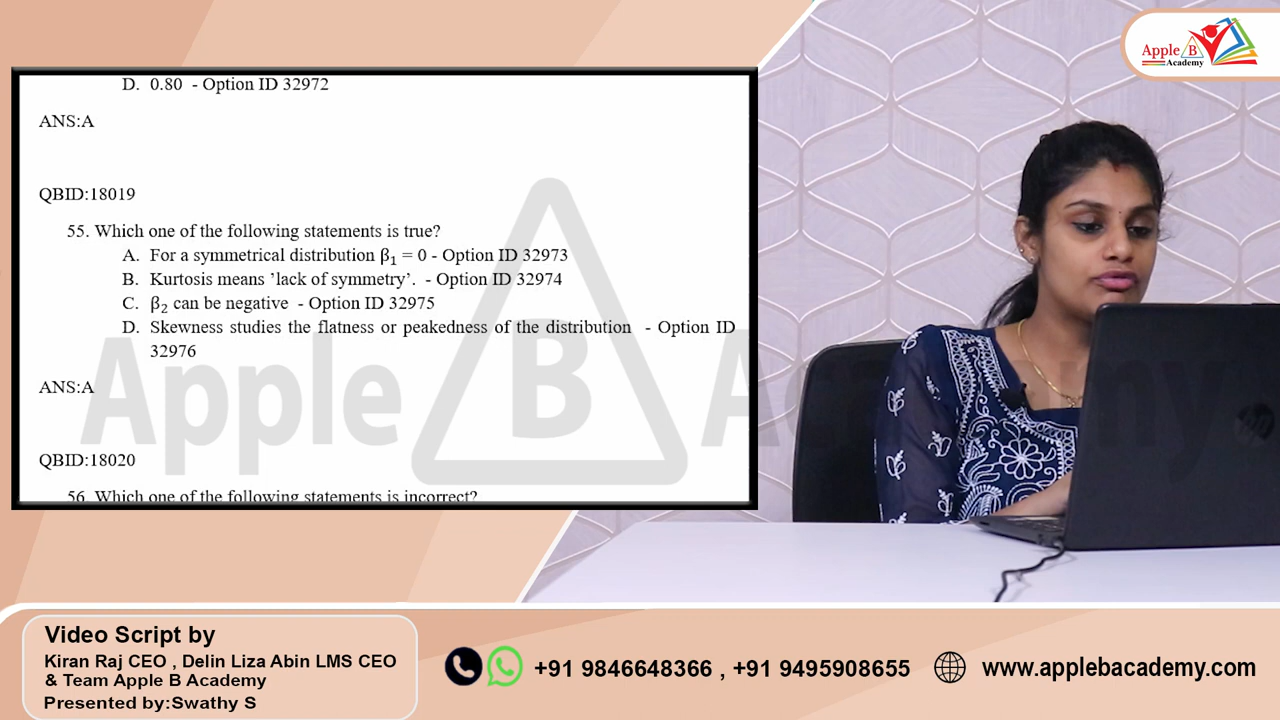 Apple B
Academy
D. 0.80 - Option ID 32972
ANS:A
QBID:18019
55. Which one of the following statements is true?
A. For a symmetrical distribution β₁ = 0 - Option ID 32973
B. Kurtosis means ’lack of symmetry’. - Option ID 32974
C. β₂ can be negative - Option ID 32975
D. Skewness studies the flatness or peakedness of the distribution - Option ID
32976
ANS:A
QBID:18020
56. Which one of the following statements is incorrect?
Apple B Academy
Video Script by
Kiran Raj CEO , Delin Liza Abin LMS CEO
& Team Apple B Academy
Presented by:Swathy S
+91 9846648366 , +91 9495908655
www.applebacademy.com